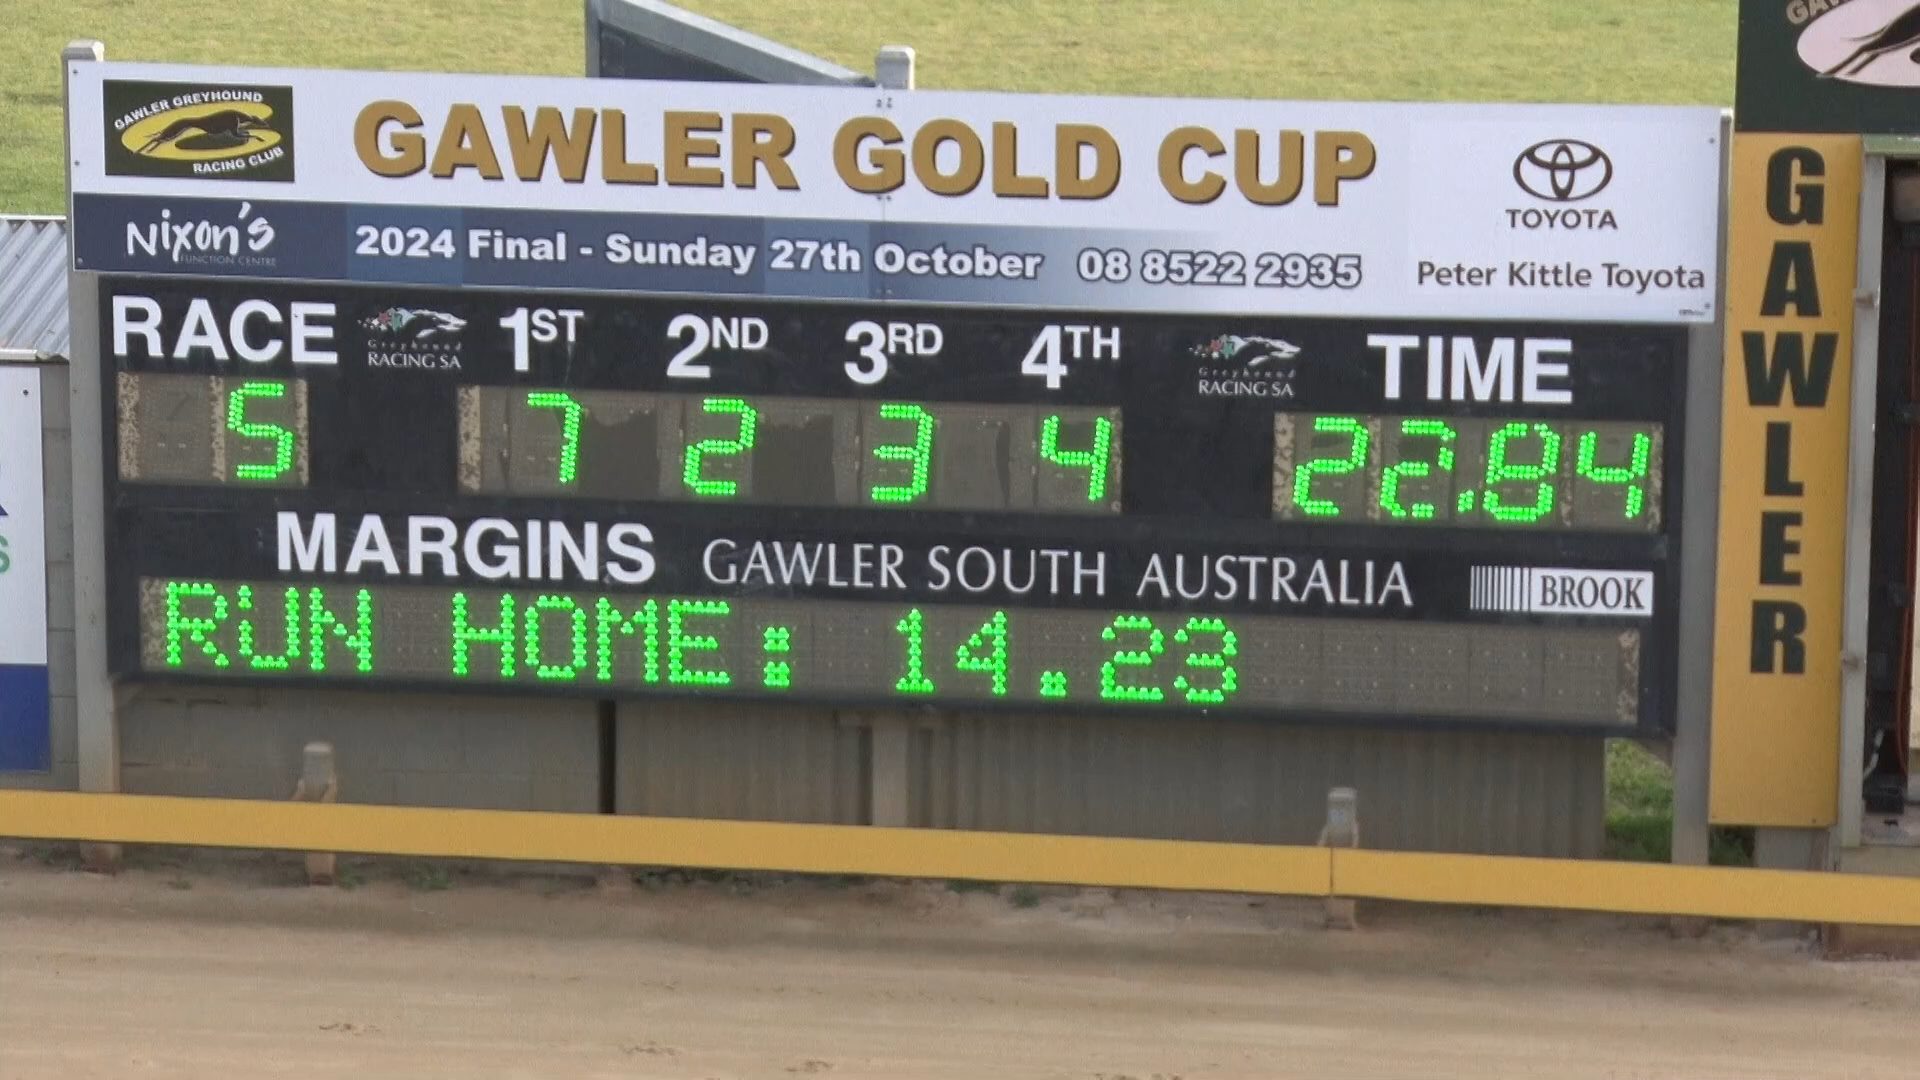 GAWLER GREYHOUND
RACING CLUB
GAWLER GOLD CUP
TOYOTA
Peter Kittle Toyota
Nixon's
FUNCTION CENTRE
2024 Final - Sunday 27th October 08 8522 2935
RACE Greyhound RACING SA 1ST 2ND 3RD 4TH Greyhound RACING SA TIME
5 7 2 3 4 22.84
MARGINS GAWLER SOUTH AUSTRALIA BROOK
RUN HOME: 14.23
GAWLER